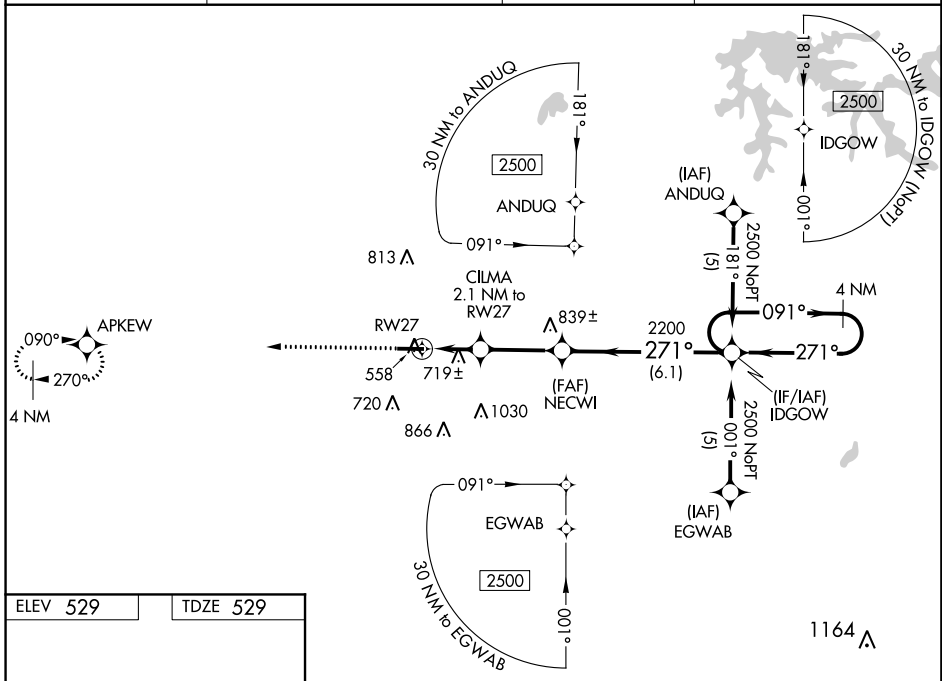 30 NM to ANDUQ
181°
2500
ANDUQ
091°
181°
2500
IDGOW
001°
30 NM to IDGOW (NoPT)
(IAF)
ANDUQ
2500 NoPT
181°
(5)
813
CILMA
2.1 NM to
RW27
839±
2200
271°
(6.1)
091°
4 NM
271°
APKEW
090°
270°
4 NM
RW27
558
719±
(FAF)
NECWI
(IF/IAF)
IDGOW
720
866
1030
2500 NoPT
001°
(5)
(IAF)
EGWAB
091°
EGWAB
2500
001°
30 NM to EGWAB
ELEV 529
TDZE 529
1164